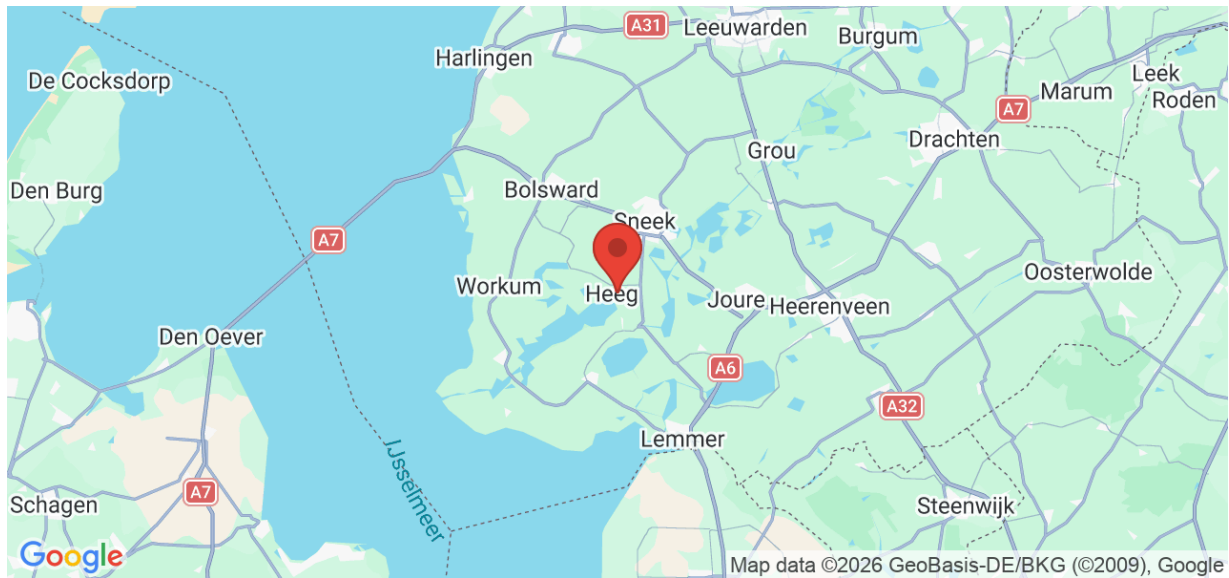 A31
Leeuwarden
Burgum
Harlingen
De Cocksdorp
Leek
Marum
Roden
A7
Drachten
Grou
Den Burg
Bolsward
Sneek
A7
Oosterwolde
Workum
Heeg
Joure
Heerenveen
Den Oever
A6
A32
Lemmer
IJsselmeer
A7
Schagen
Steenwijk
Google
Map data ©2026 GeoBasis-DE/BKG (©2009), Google